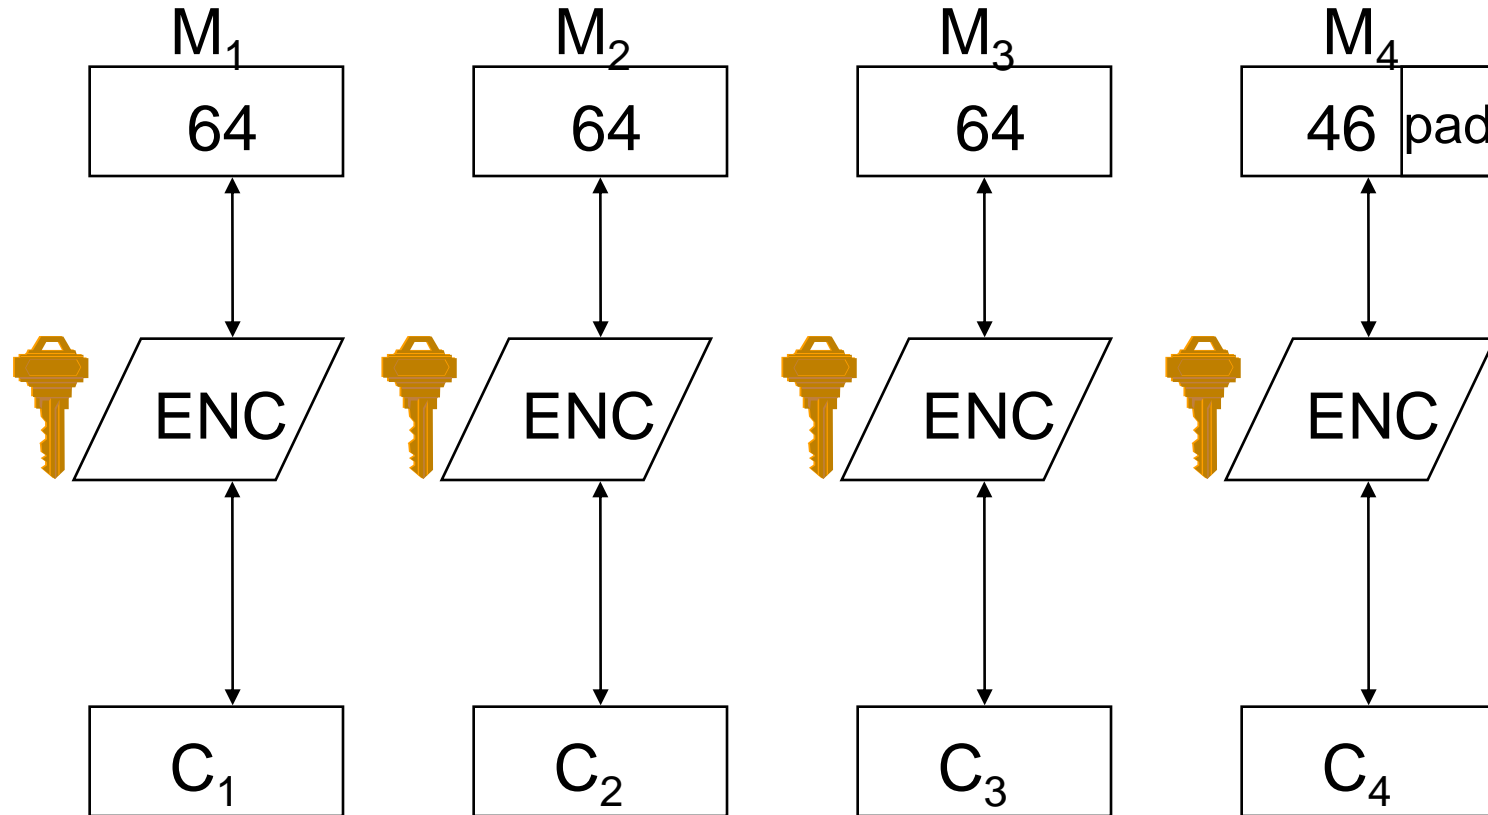 M₁ M₂ M₃ M₄
64 64 64 46 pad
ENC ENC ENC ENC
C₁ C₂ C₃ C₄